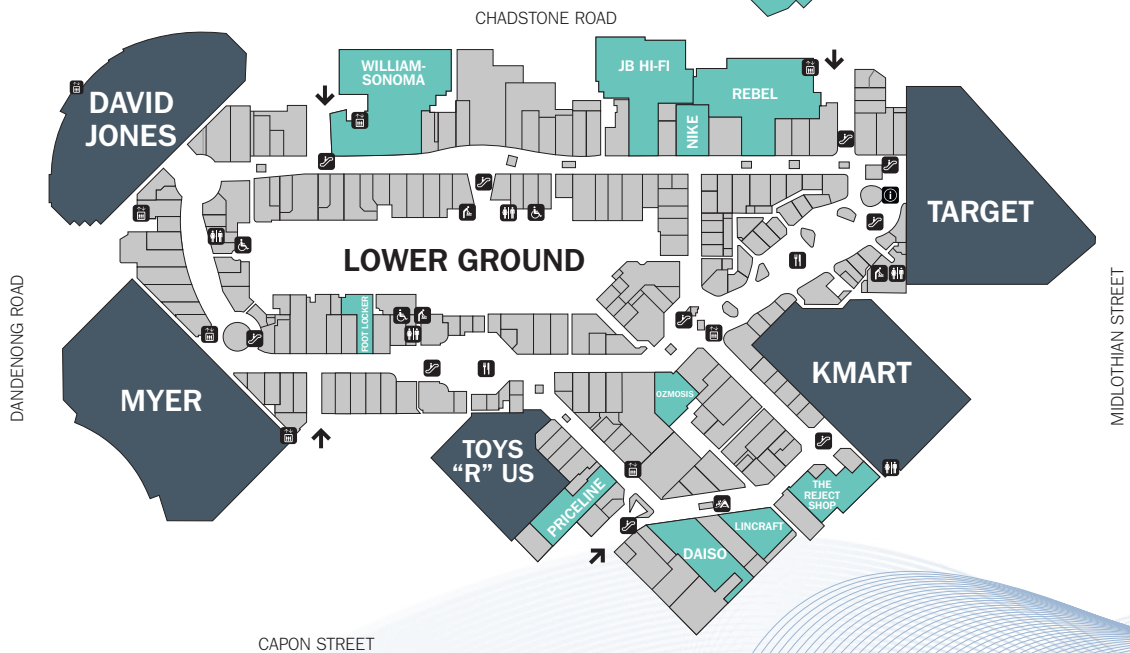 CHADSTONE ROAD
WILLIAM-
SONOMA
JB HI-FI
REBEL
NIKE
DAVID
JONES
TARGET
LOWER GROUND
DANDENONG ROAD
MIDLOTHIAN STREET
FOOT LOCKER
MYER
KMART
OZMOSIS
TOYS
“R” US
PRICELINE
THE
REJECT
SHOP
LINCRAFT
DAISO
CAPON STREET